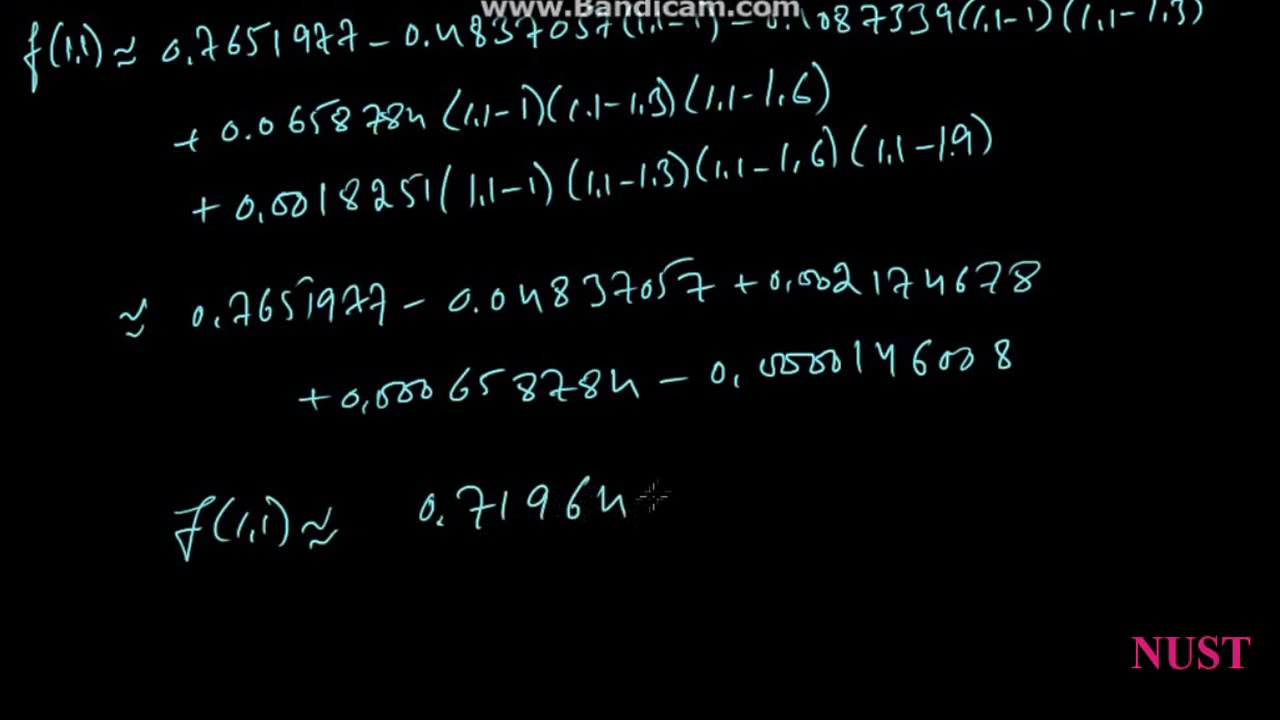 www.Bandicam.com
f(1,1) ≈ 0.7651977 - 0.4837057(1,1-1) - 0.1087339(1,1-1)(1,1-1,3)
+ 0.0658784(1,1-1)(1.1-1,3)(1,1-1,6)
+ 0,0018251(1,1-1)(1,1-1.3)(1,1-1,6)(1,1-1.9)
≈ 0.7651977 - 0.04837057 + 0,002174678
+ 0,000658784 - 0,0000146008
f(1,1) ≈ 0.71964
NUST